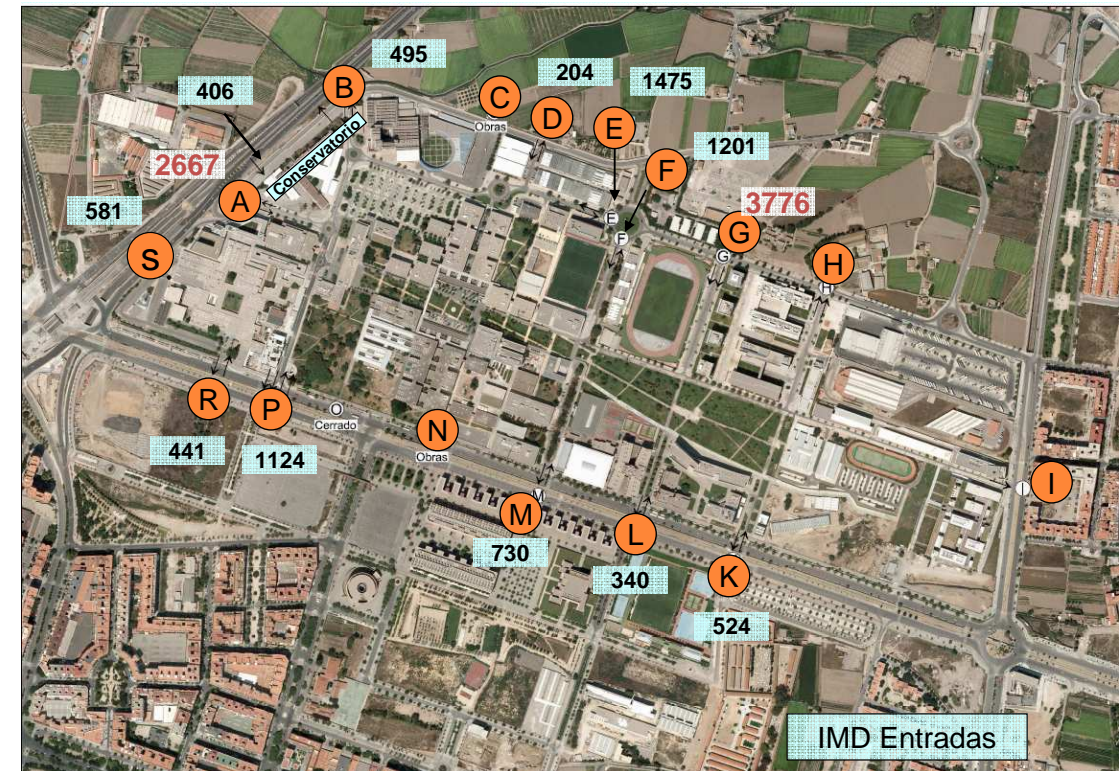 495
B
406
204
1475
C
Obras
D
E
Conservatorio
2667
1201
F
A
581
E
3776
F
G
G
S
H
H
R
P
O
Cerrado
N
Obras
441
1124
I
I
M
M
L
730
340
K
524
IMD Entradas